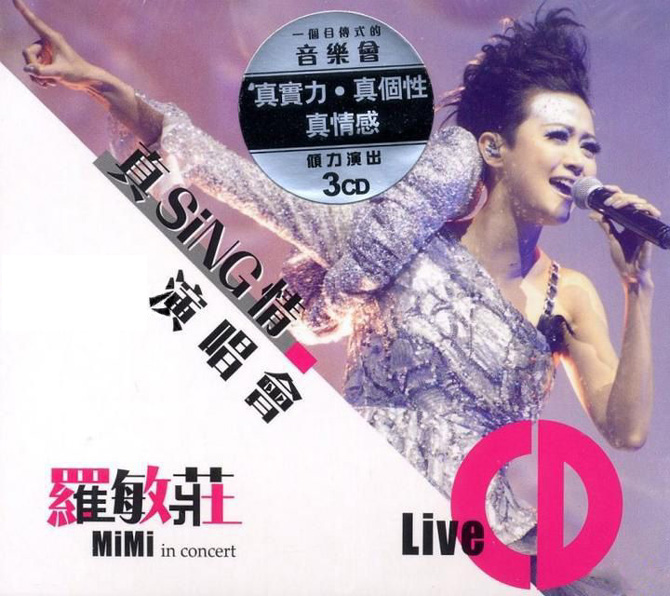 一個自傳式的
音樂會
真實力・真個性
真情感
傾力演出
3CD
真SiNG情
演唱會
羅敏莊
MiMi in concert
Live CD